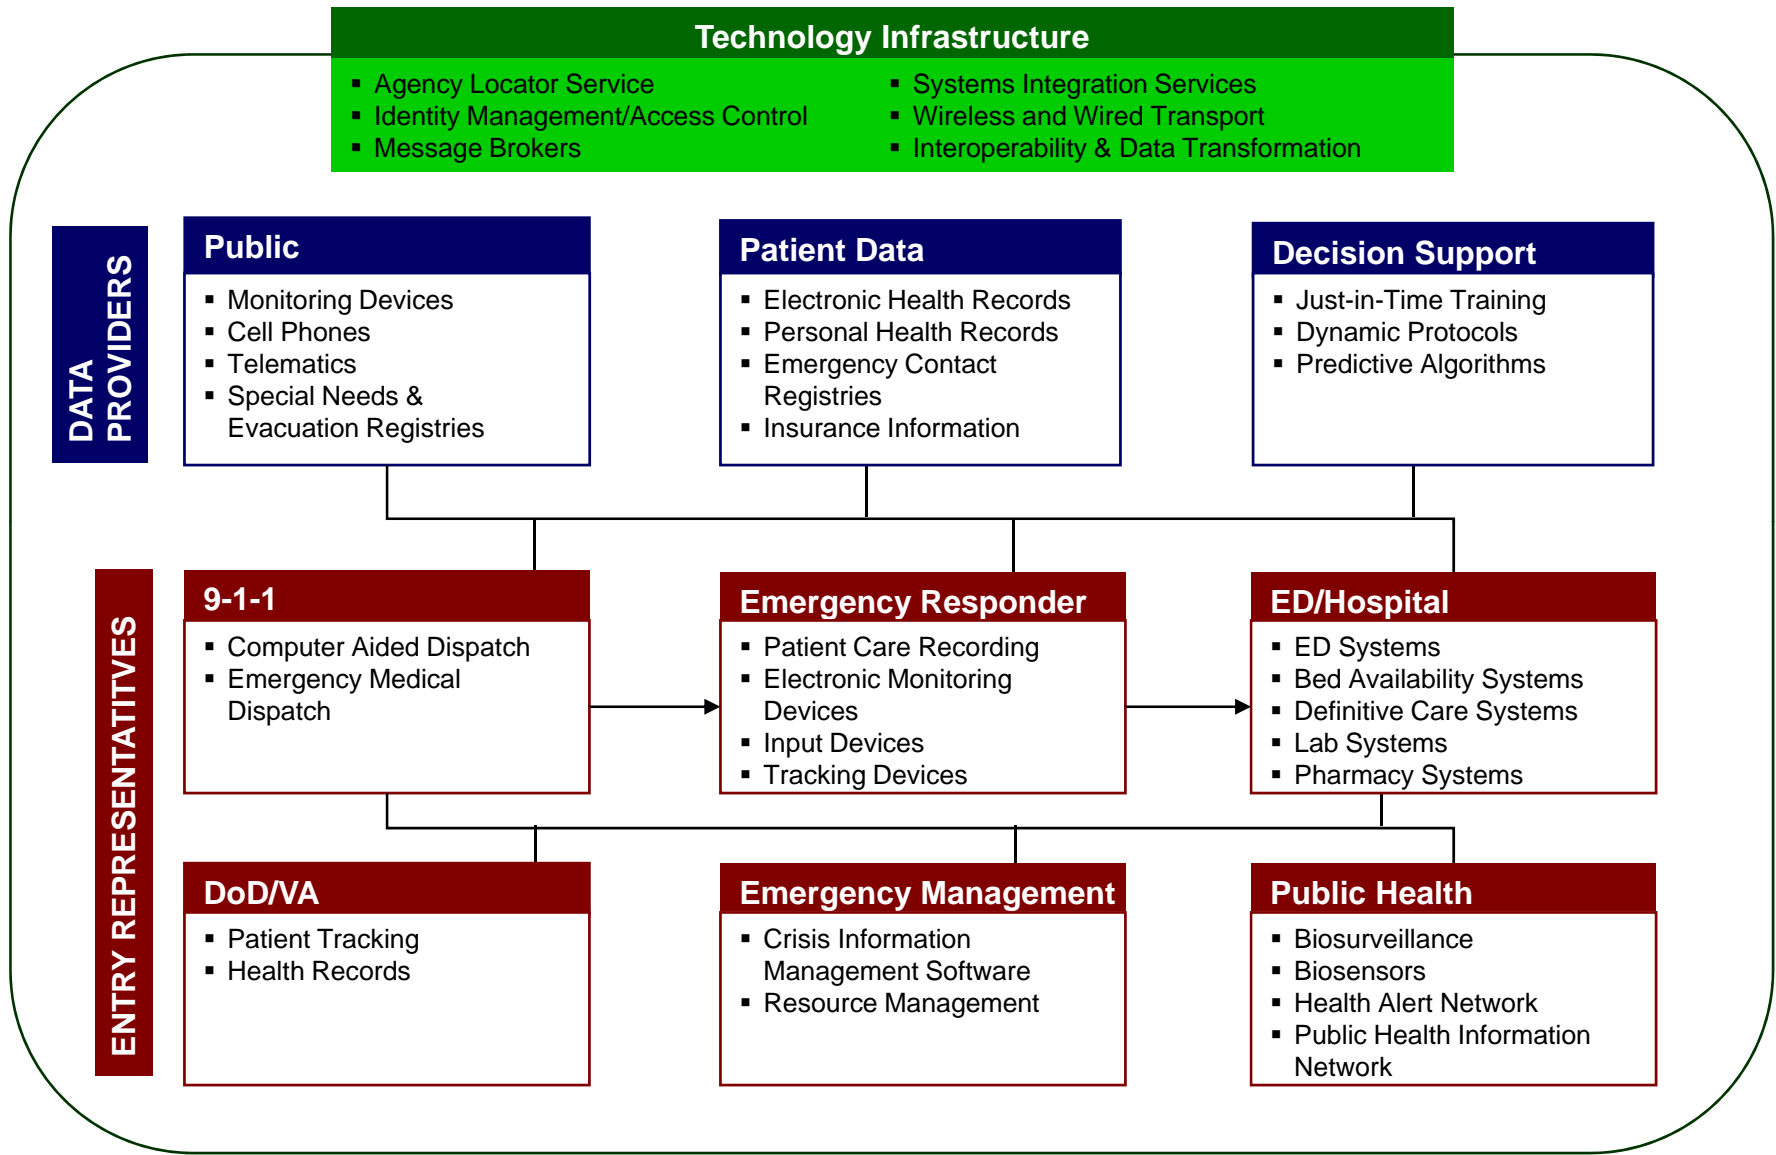 Technology Infrastructure
▪ Agency Locator Service
▪ Identity Management/Access Control
▪ Message Brokers
▪ Systems Integration Services
▪ Wireless and Wired Transport
▪ Interoperability & Data Transformation
DATA
PROVIDERS
Public
▪ Monitoring Devices
▪ Cell Phones
▪ Telematics
▪ Special Needs &
Evacuation Registries
Patient Data
▪ Electronic Health Records
▪ Personal Health Records
▪ Emergency Contact
Registries
▪ Insurance Information
Decision Support
▪ Just-in-Time Training
▪ Dynamic Protocols
▪ Predictive Algorithms
ENTRY REPRESENTATITVES
9-1-1
▪ Computer Aided Dispatch
▪ Emergency Medical
Dispatch
Emergency Responder
▪ Patient Care Recording
▪ Electronic Monitoring
Devices
▪ Input Devices
▪ Tracking Devices
ED/Hospital
▪ ED Systems
▪ Bed Availability Systems
▪ Definitive Care Systems
▪ Lab Systems
▪ Pharmacy Systems
DoD/VA
▪ Patient Tracking
▪ Health Records
Emergency Management
▪ Crisis Information
Management Software
▪ Resource Management
Public Health
▪ Biosurveillance
▪ Biosensors
▪ Health Alert Network
▪ Public Health Information
Network